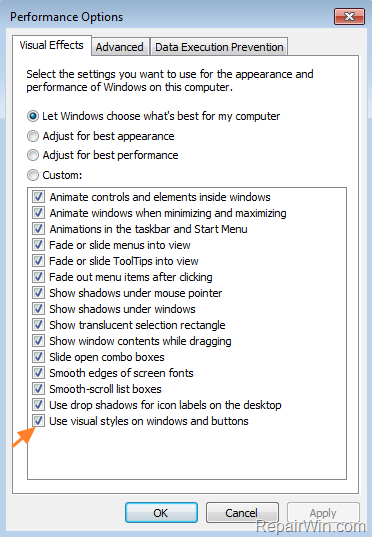 Performance Options
Visual Effects
Advanced
Data Execution Prevention
Select the settings you want to use for the appearance and
performance of Windows on this computer.
Let Windows choose what's best for my computer
Adjust for best appearance
Adjust for best performance
Custom:
Animate controls and elements inside windows
Animate windows when minimizing and maximizing
Animations in the taskbar and Start Menu
Fade or slide menus into view
Fade or slide ToolTips into view
Fade out menu items after clicking
Show shadows under mouse pointer
Show shadows under windows
Show translucent selection rectangle
Show window contents while dragging
Slide open combo boxes
Smooth edges of screen fonts
Smooth-scroll list boxes
Use drop shadows for icon labels on the desktop
Use visual styles on windows and buttons
OK
Cancel
Apply
RepairWin.com